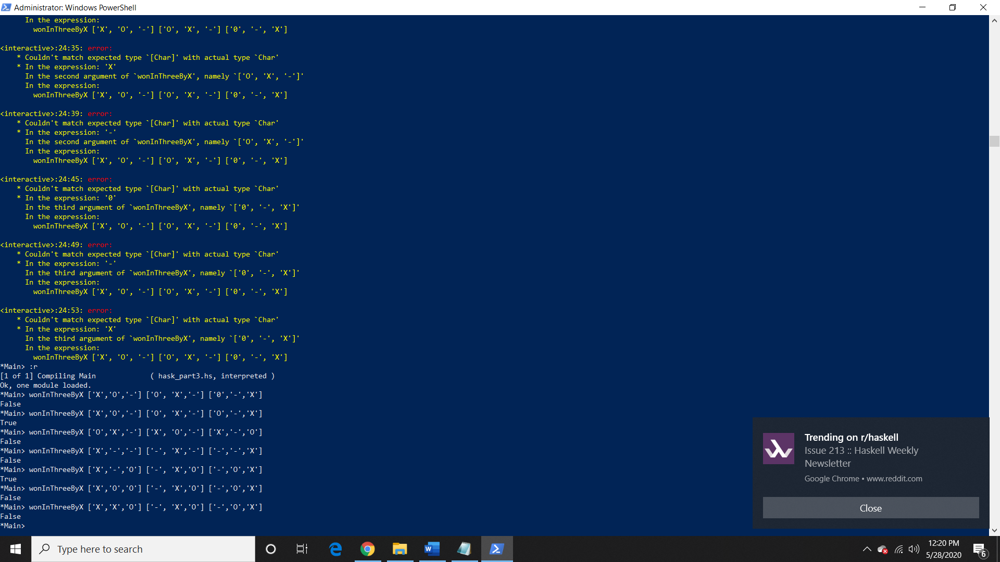 Administrator: Windows PowerShell
      In the expression:
        wonInThreeByX ['X', 'O', '-'] ['O', 'X', '-'] ['0', '-', 'X']
<interactive>:24:35: error:
    * Couldn't match expected type `[Char]' with actual type `Char'
    * In the expression: 'X'
      In the second argument of `wonInThreeByX', namely `['O', 'X', '-']'
      In the expression:
        wonInThreeByX ['X', 'O', '-'] ['O', 'X', '-'] ['0', '-', 'X']
<interactive>:24:39: error:
    * Couldn't match expected type `[Char]' with actual type `Char'
    * In the expression: '-'
      In the second argument of `wonInThreeByX', namely `['O', 'X', '-']'
      In the expression:
        wonInThreeByX ['X', 'O', '-'] ['O', 'X', '-'] ['0', '-', 'X']
<interactive>:24:45: error:
    * Couldn't match expected type `[Char]' with actual type `Char'
    * In the expression: '0'
      In the third argument of `wonInThreeByX', namely `['0', '-', 'X']'
      In the expression:
        wonInThreeByX ['X', 'O', '-'] ['O', 'X', '-'] ['0', '-', 'X']
<interactive>:24:49: error:
    * Couldn't match expected type `[Char]' with actual type `Char'
    * In the expression: '-'
      In the third argument of `wonInThreeByX', namely `['0', '-', 'X']'
      In the expression:
        wonInThreeByX ['X', 'O', '-'] ['O', 'X', '-'] ['0', '-', 'X']
<interactive>:24:53: error:
    * Couldn't match expected type `[Char]' with actual type `Char'
    * In the expression: 'X'
      In the third argument of `wonInThreeByX', namely `['0', '-', 'X']'
      In the expression:
        wonInThreeByX ['X', 'O', '-'] ['O', 'X', '-'] ['0', '-', 'X']
*Main> :r
[1 of 1] Compiling Main             ( hask_part3.hs, interpreted )
Ok, one module loaded.
*Main> wonInThreeByX ['X','O','-'] ['O', 'X','-'] ['0','-','X']
False
*Main> wonInThreeByX ['X','O','-'] ['O', 'X','-'] ['O','-','X']
True
*Main> wonInThreeByX ['O','X','-'] ['X', 'O','-'] ['X','-','O']
False
*Main> wonInThreeByX ['X','-','-'] ['-', 'X','-'] ['-','-','X']
False
*Main> wonInThreeByX ['X','-','O'] ['-', 'X','O'] ['-','O','X']
True
*Main> wonInThreeByX ['X','O','O'] ['-', 'X','O'] ['-','O','X']
False
*Main> wonInThreeByX ['X','X','O'] ['-', 'X','O'] ['-','O','X']
False
*Main>
Trending on r/haskell
Issue 213 :: Haskell Weekly
Newsletter
Google Chrome • www.reddit.com
Close
Type here to search
12:20 PM
5/28/2020
6